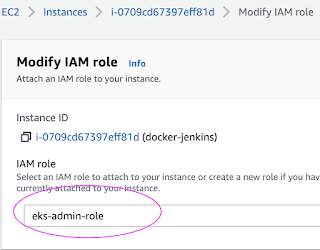 EC2 > Instances > i-0709cd67397eff81d > Modify IAM role
Modify IAM role Info
Attach an IAM role to your instance.
Instance ID
i-0709cd67397eff81d (docker-jenkins)
IAM role
Select an IAM role to attach to your instance or create a new role if you have
currently attached to your instance.
eks-admin-role